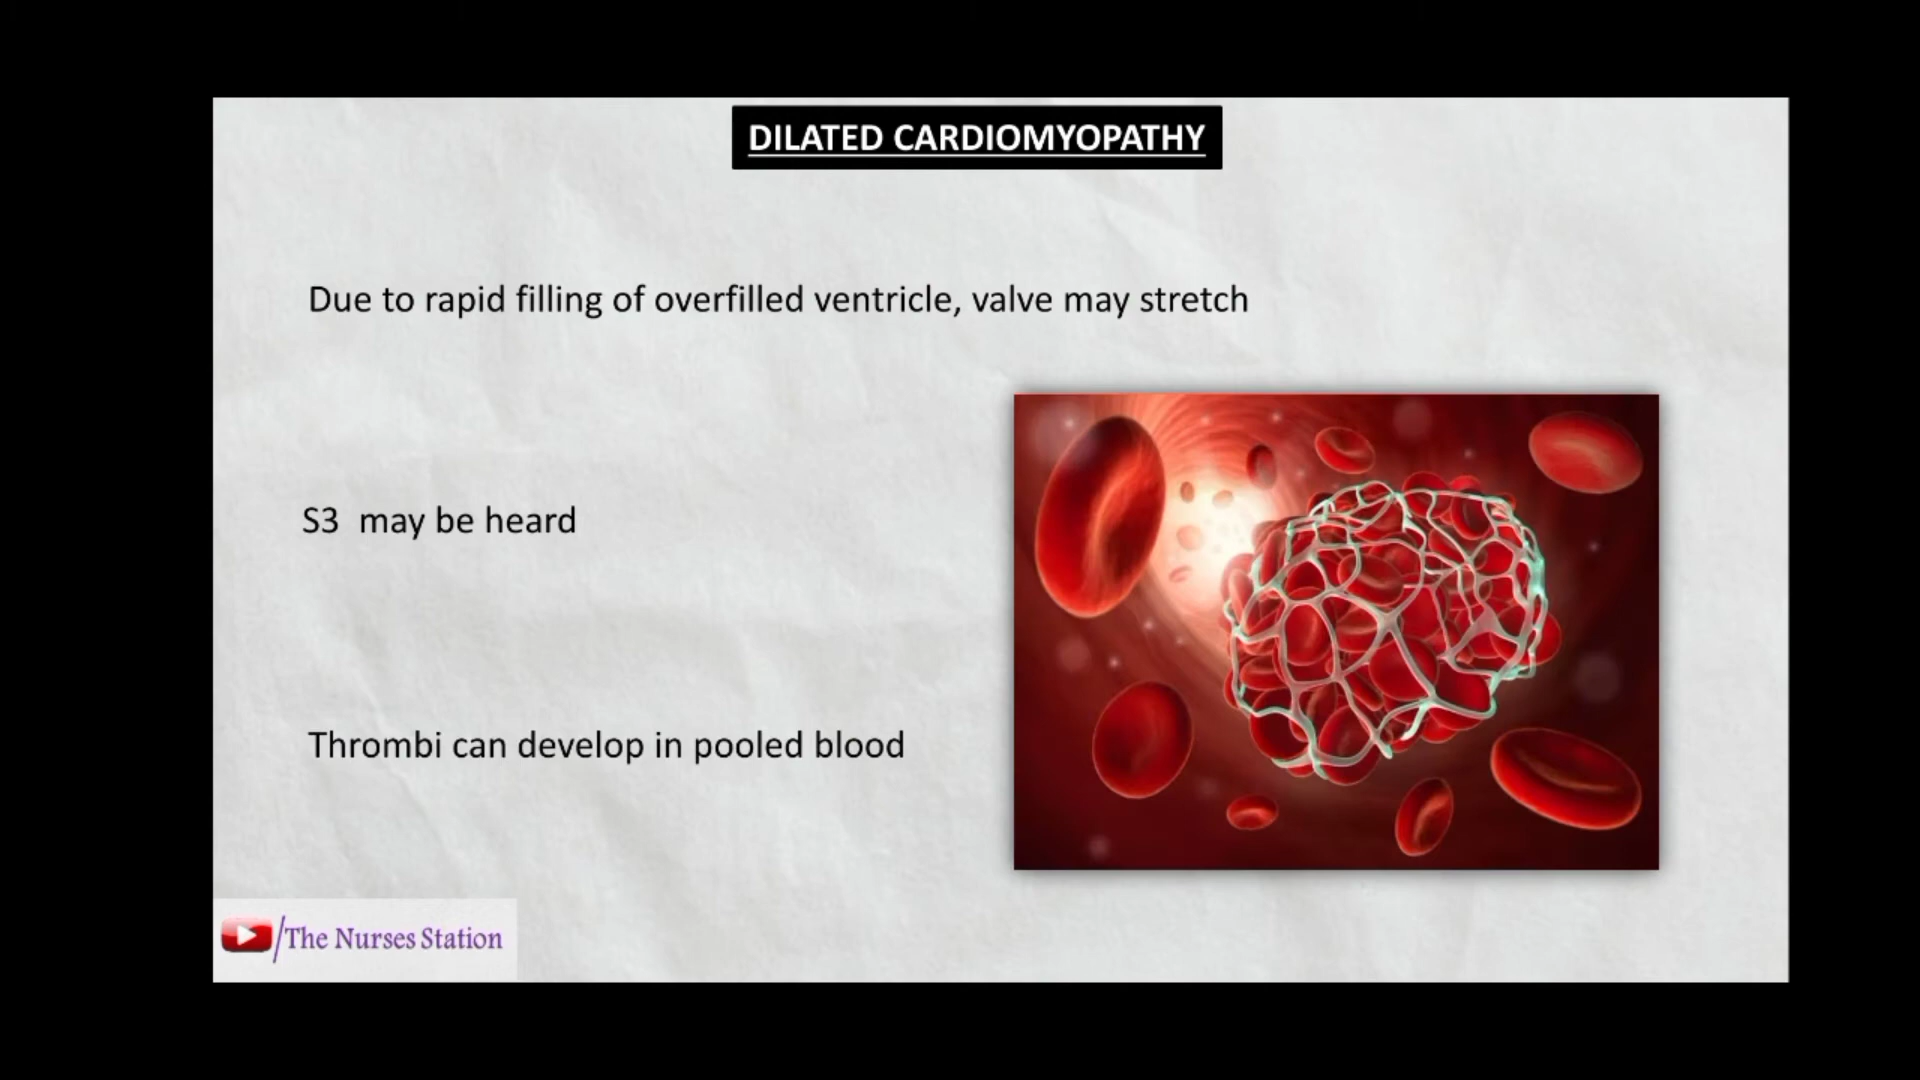 DILATED CARDIOMYOPATHY
Due to rapid filling of overfilled ventricle, valve may stretch
S3 may be heard
Thrombi can develop in pooled blood
/The Nurses Station